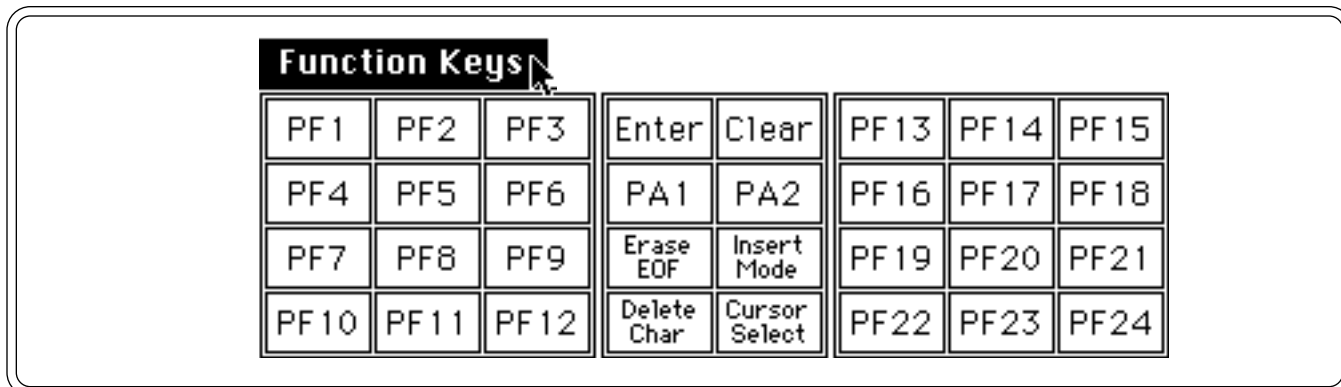 Function Keys
PF1 PF2 PF3 Enter Clear PF13 PF14 PF15
PF4 PF5 PF6 PA1 PA2 PF16 PF17 PF18
PF7 PF8 PF9 Erase EOF Insert Mode PF19 PF20 PF21
PF10 PF11 PF12 Delete Char Cursor Select PF22 PF23 PF24